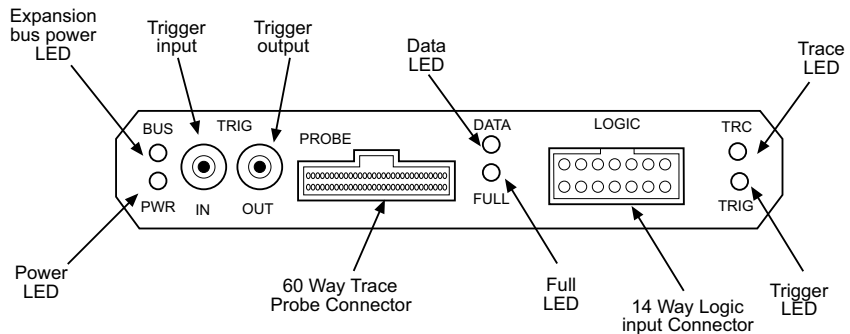 Expansion
bus power
LED
Trigger
input
Trigger
output
Data
LED
Trace
LED
BUS
TRIG
PROBE
DATA
LOGIC
TRC
PWR
IN
OUT
FULL
TRIG
Power
LED
60 Way Trace
Probe Connector
Full
LED
14 Way Logic
input Connector
Trigger
LED